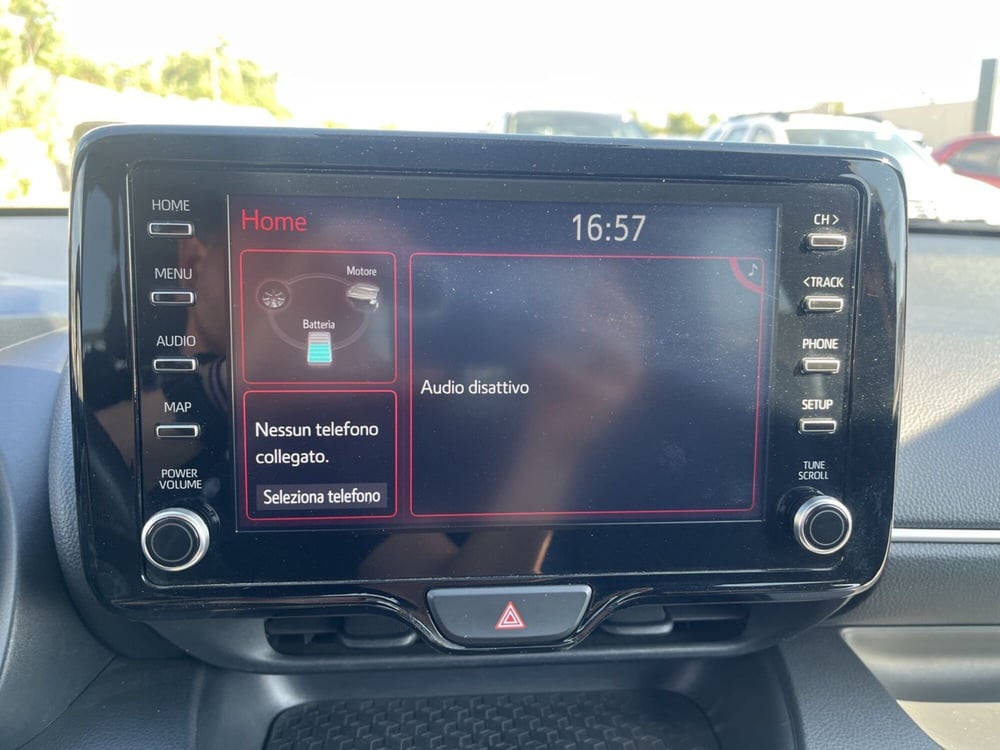 HOME
MENU
AUDIO
MAP
POWER
VOLUME
Home
16:57
Motore
Batteria
Nessun telefono
collegato.
Seleziona telefono
Audio disattivo
CH >
< TRACK
PHONE
SETUP
TUNE
SCROLL